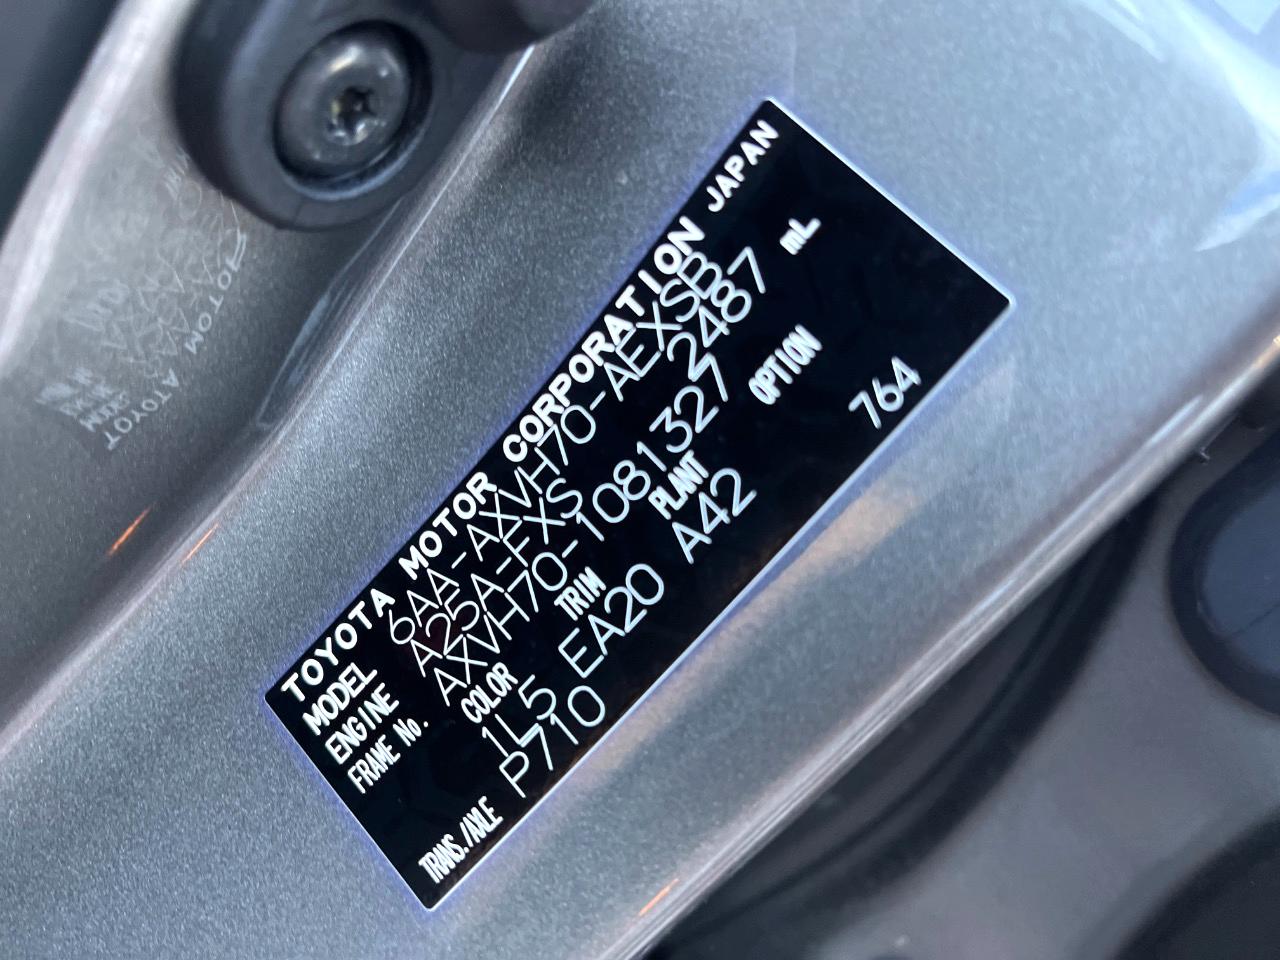 TOYOTA MOTOR CORPORATION JAPAN
MODEL 6AA-AXVH70-AEXSB
ENGINE A25A-FXS 2487 mL
FRAME No. AXVH70-1081327
COLOR TRIM PLANT OPTION
1L5 EA20 A42 764
TRANS./AXLE P710